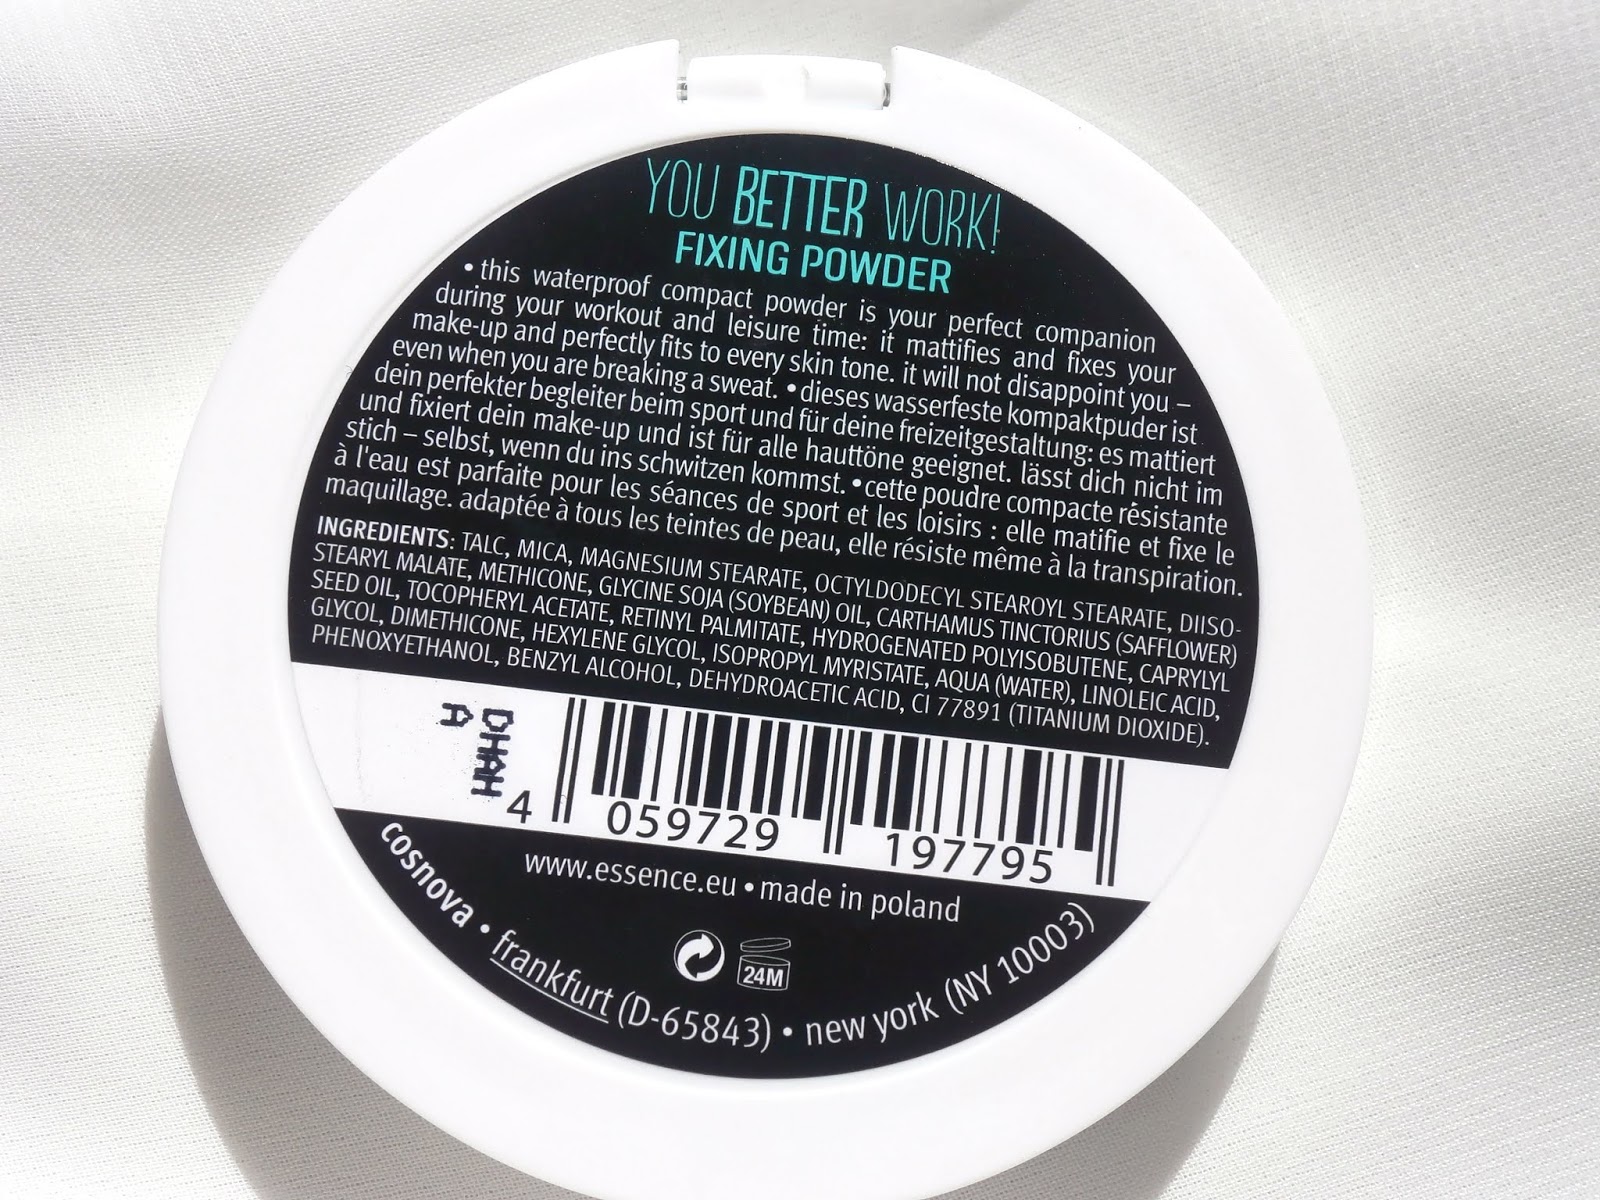 YOU BETTER WORK!
FIXING POWDER
• this waterproof compact powder is your perfect companion
during your workout and leisure time: it mattifies and fixes your
make-up and perfectly fits to every skin tone. it will not disappoint you –
even when you are breaking a sweat. • dieses wasserfeste kompaktpuder ist
dein perfekter begleiter beim sport und für deine freizeitgestaltung: es mattiert
und fixiert dein make-up und ist für alle hauttöne geeignet. lässt dich nicht im
stich – selbst, wenn du ins schwitzen kommst. • cette poudre compacte rèsistante
à l'eau est parfaite pour les séances de sport et les loisirs : elle matifie et fixe le
maquillage. adaptée à tous les teintes de peau, elle résiste même à la transpiration.
INGREDIENTS: TALC, MICA, MAGNESIUM STEARATE, OCTYLDODECYL STEAROYL STEARATE, DIISO-
STEARYL MALATE, METHICONE, GLYCINE SOJA (SOYBEAN) OIL, CARTHAMUS TINCTORIUS (SAFFLOWER)
SEED OIL, TOCOPHERYL ACETATE, RETINYL PALMITATE, HYDROGENATED POLYISOBUTENE, CAPRYLYL
GLYCOL, DIMETHICONE, HEXYLENE GLYCOL, ISOPROPYL MYRISTATE, AQUA (WATER), LINOLEIC ACID,
PHENOXYETHANOL, BENZYL ALCOHOL, DEHYDROACETIC ACID, CI 77891 (TITANIUM DIOXIDE).
DHAH
A
4 059729 197795
www.essence.eu • made in poland
24M
cosnova • frankfurt (D-65843) • new york (NY 10003)